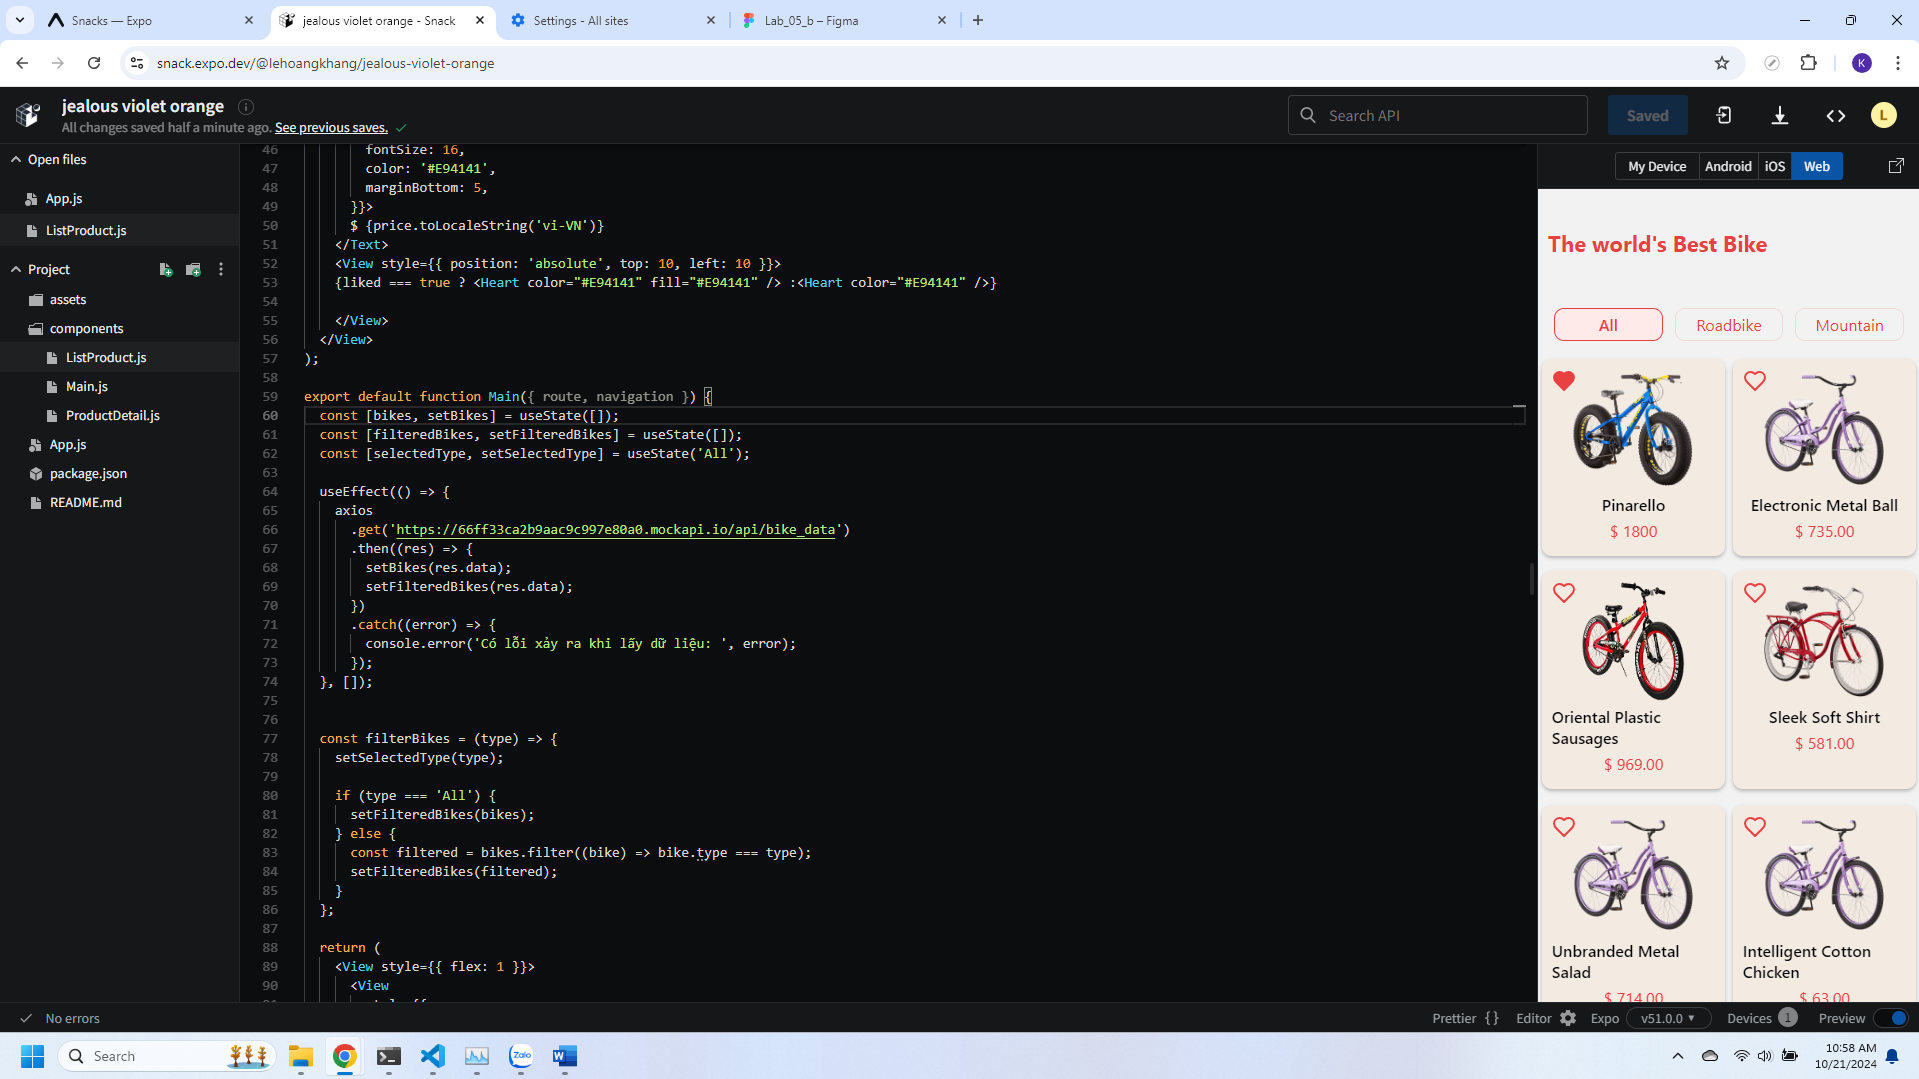 Snacks — Expo
jealous violet orange - Snack
Settings - All sites
Lab_05_b – Figma
snack.expo.dev/@lehoangkhang/jealous-violet-orange
K
jealous violet orange
All changes saved half a minute ago. See previous saves.
Search API
Saved
L
Open files
App.js
ListProduct.js
Project
assets
components
ListProduct.js
Main.js
ProductDetail.js
App.js
package.json
README.md
46 fontSize: 16,
47 color: '#E94141',
48 marginBottom: 5,
49 }}>
50 $ {price.toLocaleString('vi-VN')}
51 </Text>
52 <View style={{ position: 'absolute', top: 10, left: 10 }}>
53 {liked === true ? <Heart color="#E94141" fill="#E94141" /> :<Heart color="#E94141" />}
54
55 </View>
56 </View>
57 );
58
59 export default function Main({ route, navigation }) {
60 const [bikes, setBikes] = useState([]);
61 const [filteredBikes, setFilteredBikes] = useState([]);
62 const [selectedType, setSelectedType] = useState('All');
63
64 useEffect(() => {
65 axios
66 .get('https://66ff33ca2b9aac9c997e80a0.mockapi.io/api/bike_data')
67 .then((res) => {
68 setBikes(res.data);
69 setFilteredBikes(res.data);
70 })
71 .catch((error) => {
72 console.error('Có lỗi xảy ra khi lấy dữ liệu: ', error);
73 });
74 }, []);
75
76
77 const filterBikes = (type) => {
78 setSelectedType(type);
79
80 if (type === 'All') {
81 setFilteredBikes(bikes);
82 } else {
83 const filtered = bikes.filter((bike) => bike.type === type);
84 setFilteredBikes(filtered);
85 }
86 };
87
88 return (
89 <View style={{ flex: 1 }}>
90 <View
My Device
Android
iOS
Web
The world's Best Bike
All
Roadbike
Mountain
Pinarello
$ 1800
Electronic Metal Ball
$ 735.00
Oriental Plastic
Sausages
$ 969.00
Sleek Soft Shirt
$ 581.00
Unbranded Metal
Salad
$ 714.00
Intelligent Cotton
Chicken
$ 63.00
No errors
Prettier {}
Editor
Expo
v51.0.0
Devices 1
Preview
Search
Zalo
10:58 AM
10/21/2024